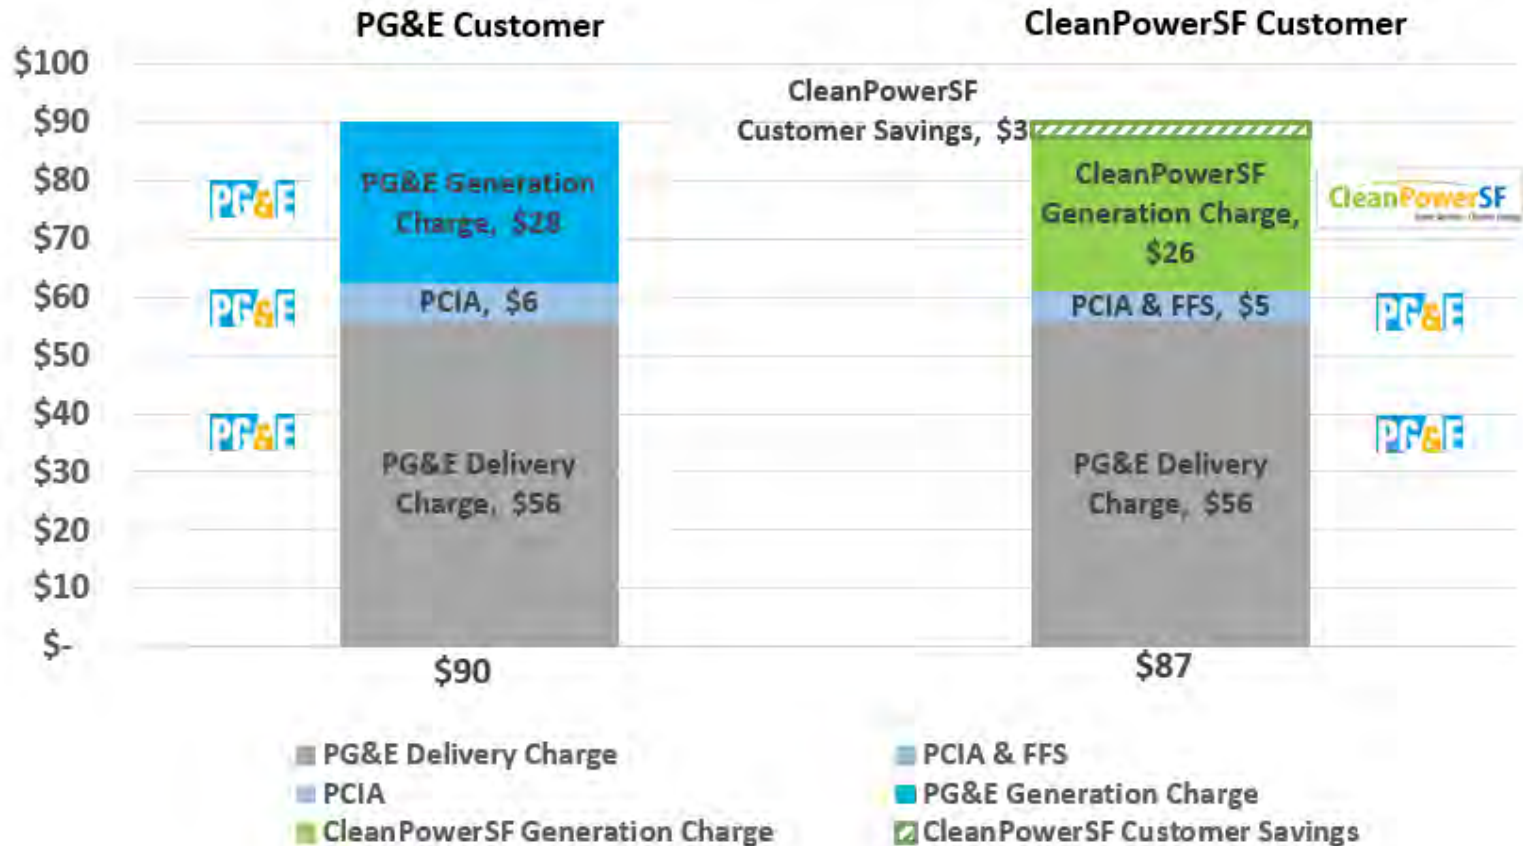 PG&E Customer
CleanPowerSF Customer
$100
$90
$80
$70
$60
$50
$40
$30
$20
$10
$-
PG&E
PG&E
PG&E
PG&E Generation
Charge, $28
PCIA, $6
PG&E Delivery
Charge, $56
$90
CleanPowerSF
Customer Savings, $3
CleanPowerSF
Generation Charge,
$26
PCIA & FFS, $5
PG&E Delivery
Charge, $56
$87
CleanPowerSF
PG&E
PG&E
PG&E Delivery Charge
PCIA & FFS
PCIA
PG&E Generation Charge
CleanPowerSF Generation Charge
CleanPowerSF Customer Savings